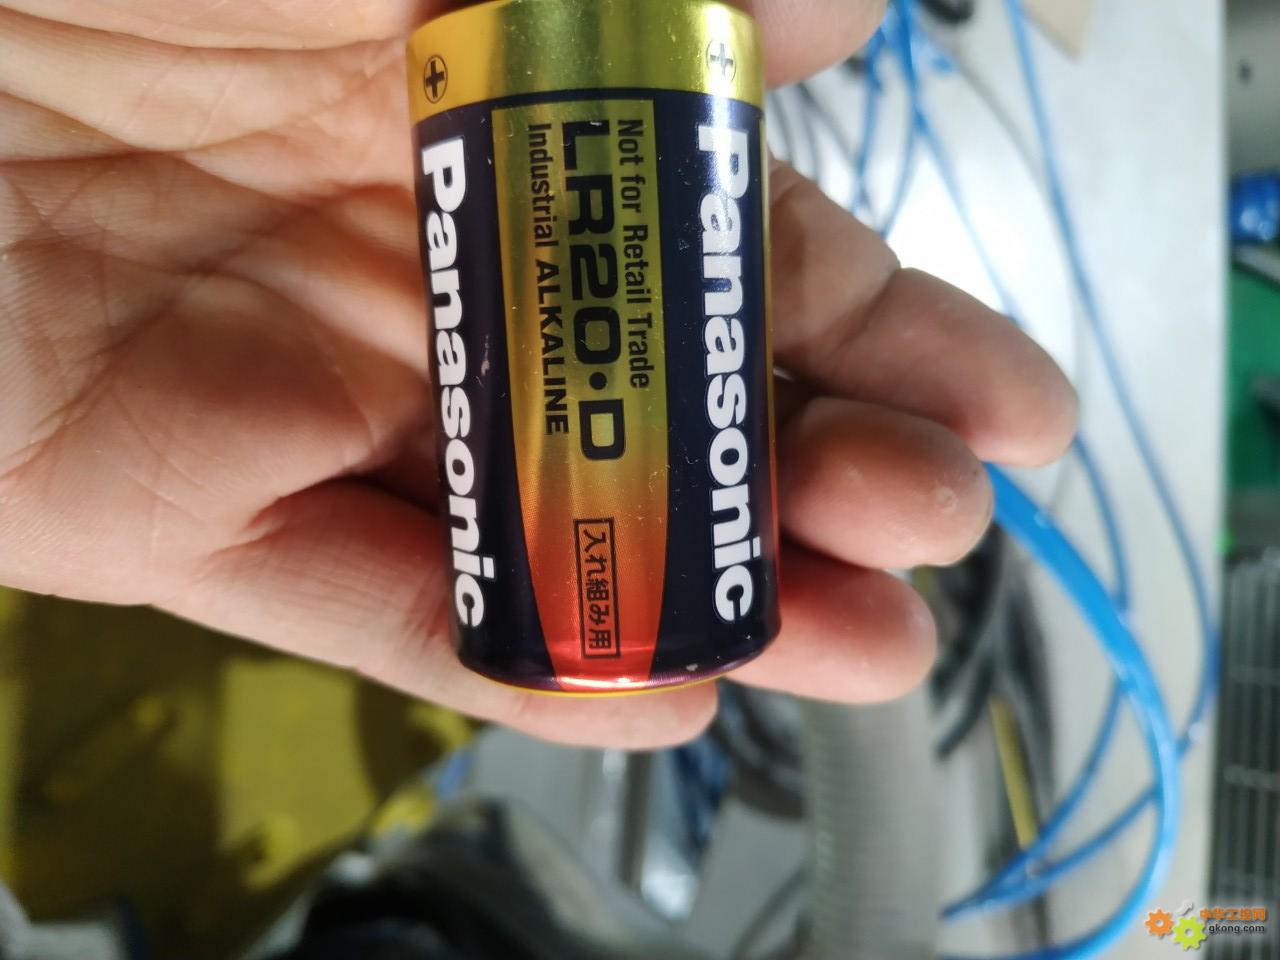 Panasonic
Not for Retail Trade
LR20•D
Industrial ALKALINE
入れ組み用
Panasonic
中华工控网
gkong.com